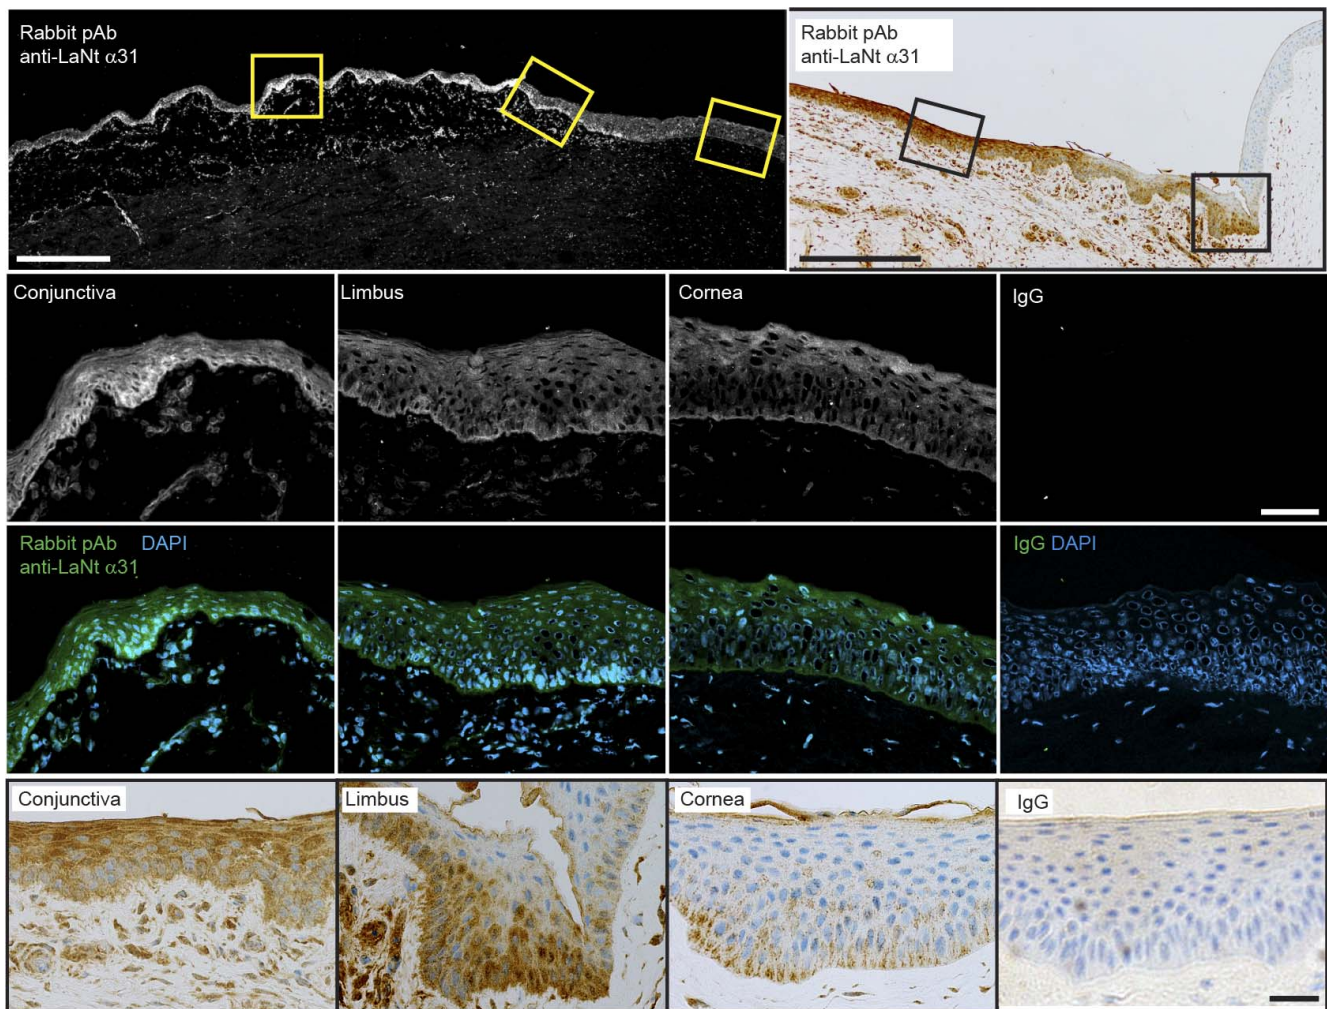 Rabbit pAb
anti-LaNt α31
Rabbit pAb
anti-LaNt α31
Conjunctiva
Limbus
Cornea
IgG
Rabbit pAb DAPI
anti-LaNt α31
IgG DAPI
Conjunctiva
Limbus
Cornea
IgG